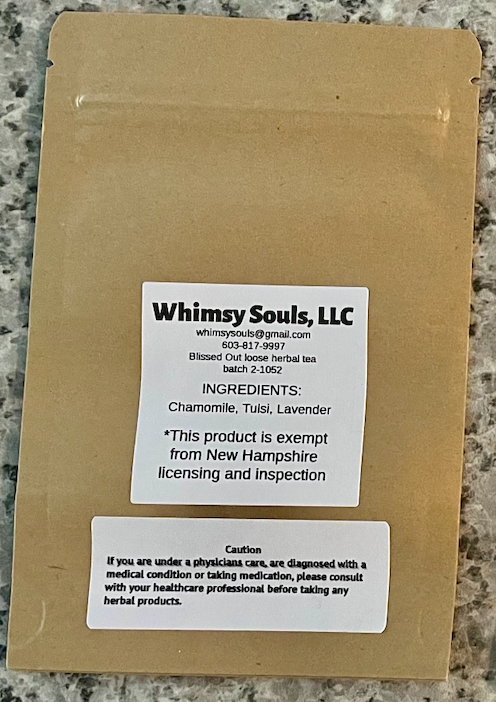 Whimsy Souls, LLC
whimsysouls@gmail.com
603-817-9997
Blissed Out loose herbal tea
batch 2-1052
INGREDIENTS:
Chamomile, Tulsi, Lavender
*This product is exempt
from New Hampshire
licensing and inspection
Caution
If you are under a physicians care, are diagnosed with a
medical condition or taking medication, please consult
with your healthcare professional before taking any
herbal products.